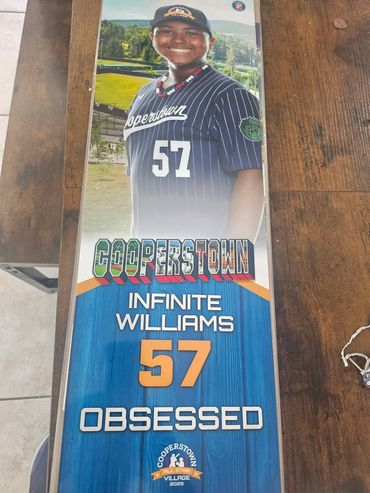 Cooperstown
57
COOPERSTOWN
INFINITE
WILLIAMS
57
OBSESSED
COOPERSTOWN
ALL STAR
VILLAGE
2025